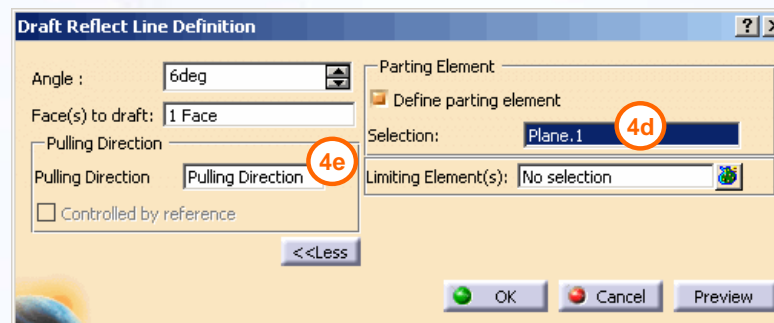 Draft Reflect Line Definition ? X
Angle : 6deg
Face(s) to draft: 1 Face
Pulling Direction
Pulling Direction Pulling Direction 4e
Controlled by reference
<<Less
Parting Element
Define parting element
Selection: Plane.1 4d
Limiting Element(s): No selection
OK Cancel Preview